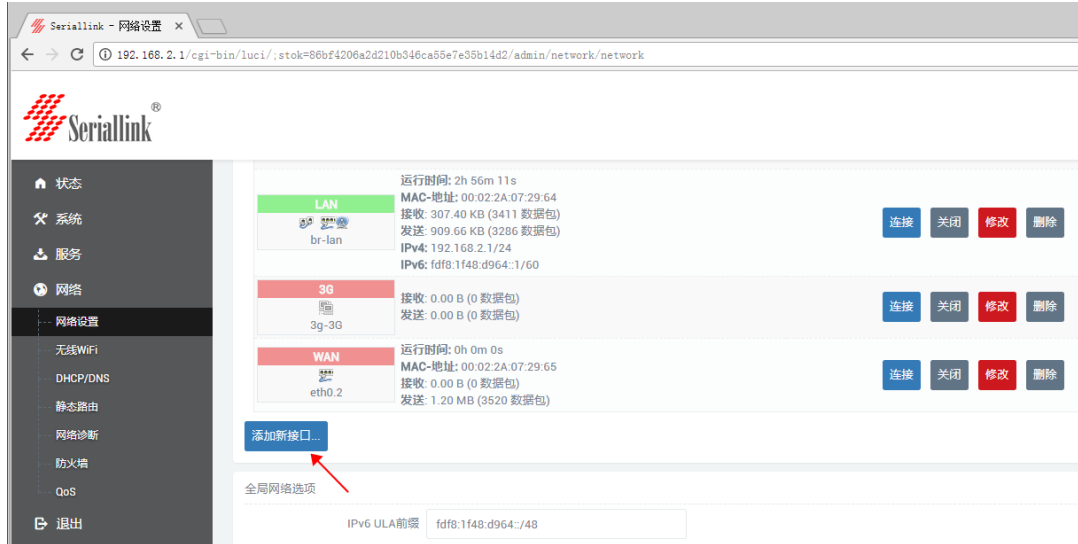 Seriallink - 网络设置 ×
192.168.2.1/cgi-bin/luci/;stok=86bf4206a2d210b346ca55e7e35b14d2/admin/network/network
Seriallink®
状态
系统
服务
网络
网络设置
无线WiFi
DHCP/DNS
静态路由
网络诊断
防火墙
QoS
退出
LAN
br-lan
运行时间: 2h 56m 11s
MAC-地址: 00:02:2A:07:29:64
接收: 307.40 KB (3411 数据包)
发送: 909.66 KB (3286 数据包)
IPv4: 192.168.2.1/24
IPv6: fdf8:1f48:d964::1/60
连接 关闭 修改 删除
3G
3g-3G
接收: 0.00 B (0 数据包)
发送: 0.00 B (0 数据包)
连接 关闭 修改 删除
WAN
eth0.2
运行时间: 0h 0m 0s
MAC-地址: 00:02:2A:07:29:65
接收: 0.00 B (0 数据包)
发送: 1.20 MB (3520 数据包)
连接 关闭 修改 删除
添加新接口...
全局网络选项
IPv6 ULA前缀 fdf8:1f48:d964::/48